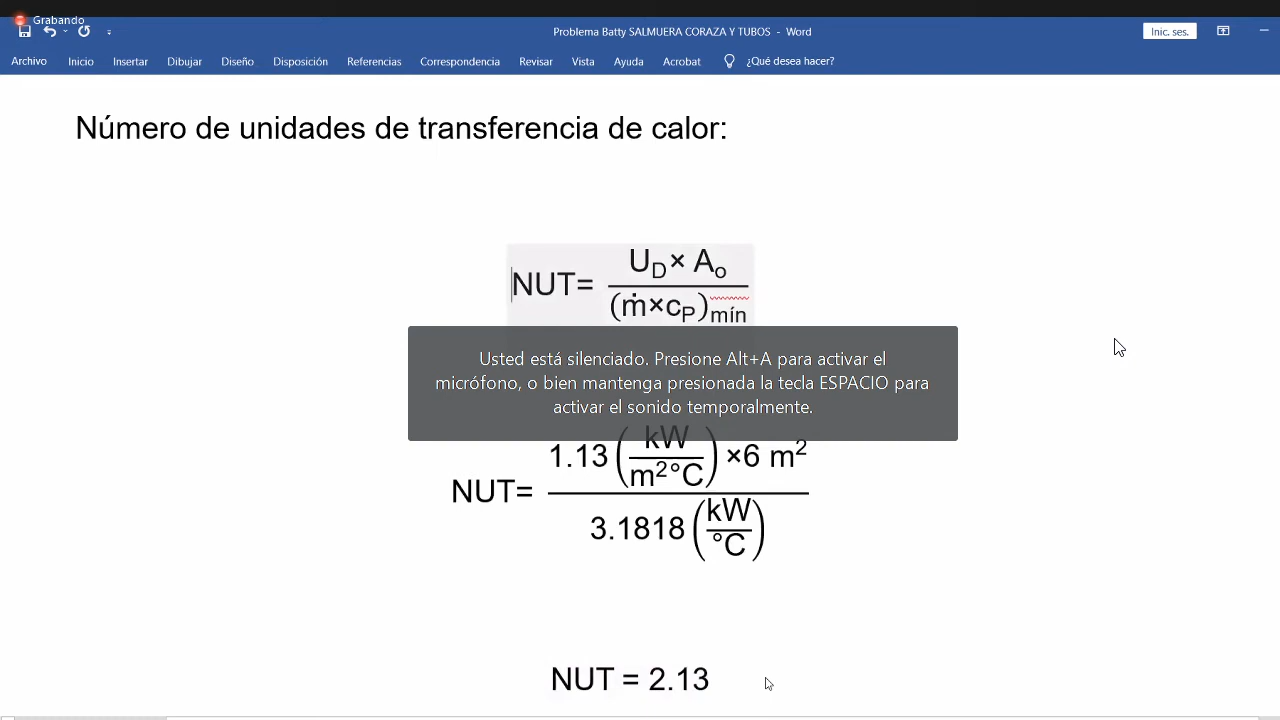 Grabando
Problema Batty SALMUERA CORAZA Y TUBOS - Word
Inic. ses.
Archivo Inicio Insertar Dibujar Diseño Disposición Referencias Correspondencia Revisar Vista Ayuda Acrobat ¿Qué desea hacer?
Número de unidades de transferencia de calor:
NUT= U_D× A_o / (ṁ×c_P)_mín
Usted está silenciado. Presione Alt+A para activar el
micrófono, o bien mantenga presionada la tecla ESPACIO para
activar el sonido temporalmente.
NUT= 1.13 (kW / m²°C) ×6 m² / 3.1818 (kW / °C)
NUT = 2.13